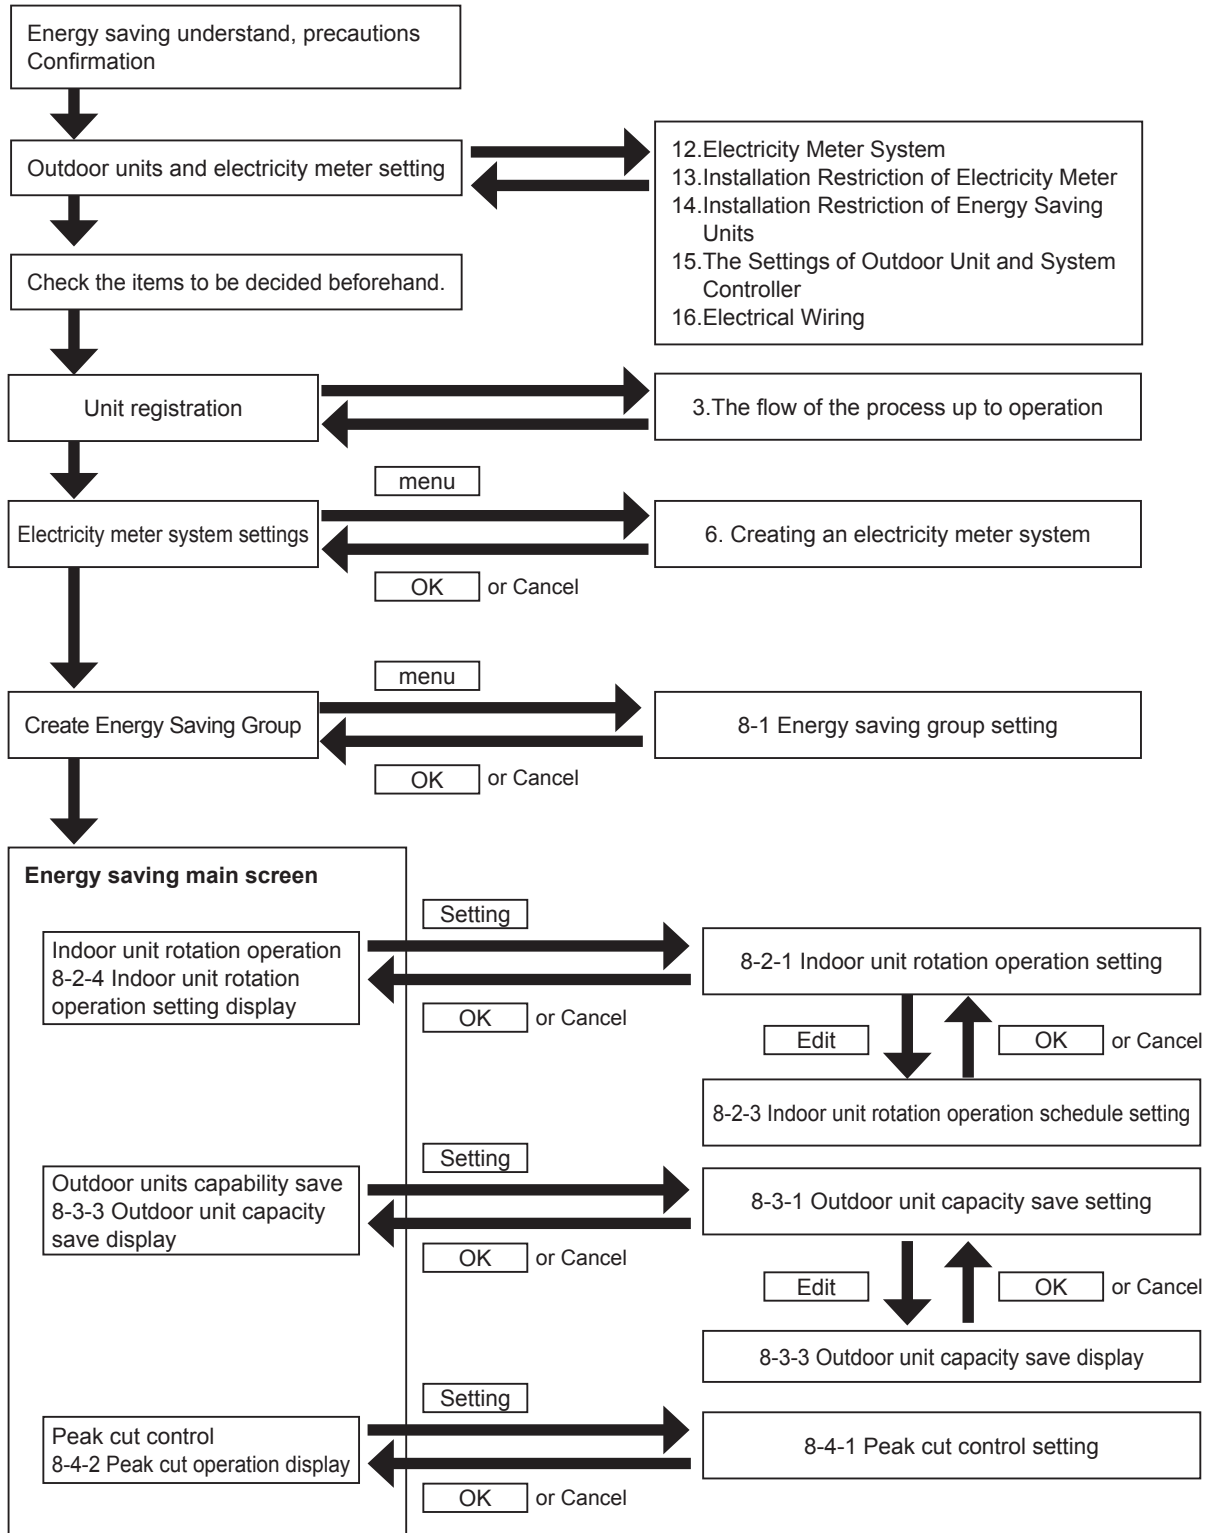 Energy saving understand, precautions
Confirmation
Outdoor units and electricity meter setting
12.Electricity Meter System
13.Installation Restriction of Electricity Meter
14.Installation Restriction of Energy Saving
Units
15.The Settings of Outdoor Unit and System
Controller
16.Electrical Wiring
Check the items to be decided beforehand.
Unit registration
3.The flow of the process up to operation
menu
Electricity meter system settings
6. Creating an electricity meter system
OK or Cancel
menu
Create Energy Saving Group
8-1 Energy saving group setting
OK or Cancel
Energy saving main screen
Setting
Indoor unit rotation operation
8-2-4 Indoor unit rotation
operation setting display
8-2-1 Indoor unit rotation operation setting
OK or Cancel
Edit
OK or Cancel
8-2-3 Indoor unit rotation operation schedule setting
Setting
Outdoor units capability save
8-3-3 Outdoor unit capacity
save display
8-3-1 Outdoor unit capacity save setting
OK or Cancel
Edit
OK or Cancel
8-3-3 Outdoor unit capacity save display
Setting
Peak cut control
8-4-2 Peak cut operation display
8-4-1 Peak cut control setting
OK or Cancel